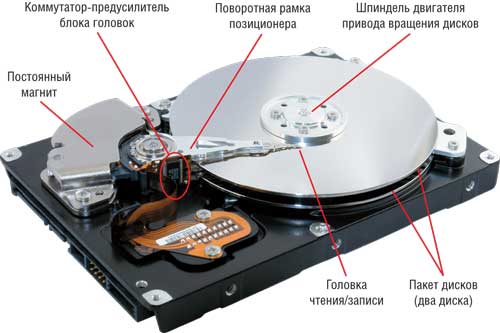 Коммутатор-предусилитель
блока головок
Поворотная рамка
позиционера
Шпиндель двигателя
привода вращения дисков
Постоянный
магнит
Головка
чтения/записи
Пакет дисков
(два диска)